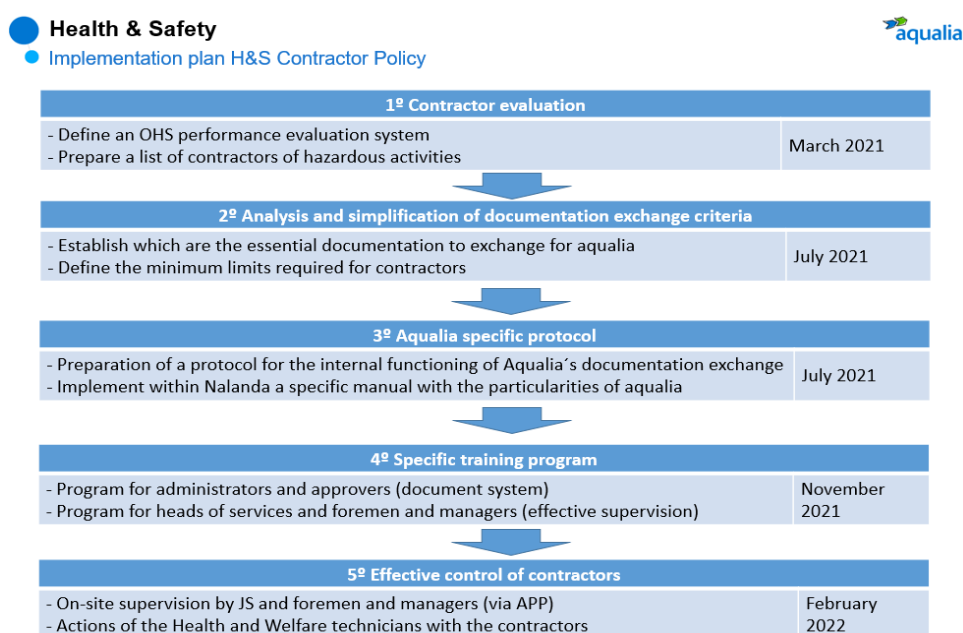 Health & Safety
aqualia
Implementation plan H&S Contractor Policy
1º Contractor evaluation
- Define an OHS performance evaluation system
- Prepare a list of contractors of hazardous activities
March 2021
2º Analysis and simplification of documentation exchange criteria
- Establish which are the essential documentation to exchange for aqualia
- Define the minimum limits required for contractors
July 2021
3º Aqualia specific protocol
- Preparation of a protocol for the internal functioning of Aqualia´s documentation exchange
- Implement within Nalanda a specific manual with the particularities of aqualia
July 2021
4º Specific training program
- Program for administrators and approvers (document system)
- Program for heads of services and foremen and managers (effective supervision)
November
2021
5º Effective control of contractors
- On-site supervision by JS and foremen and managers (via APP)
- Actions of the Health and Welfare technicians with the contractors
February
2022